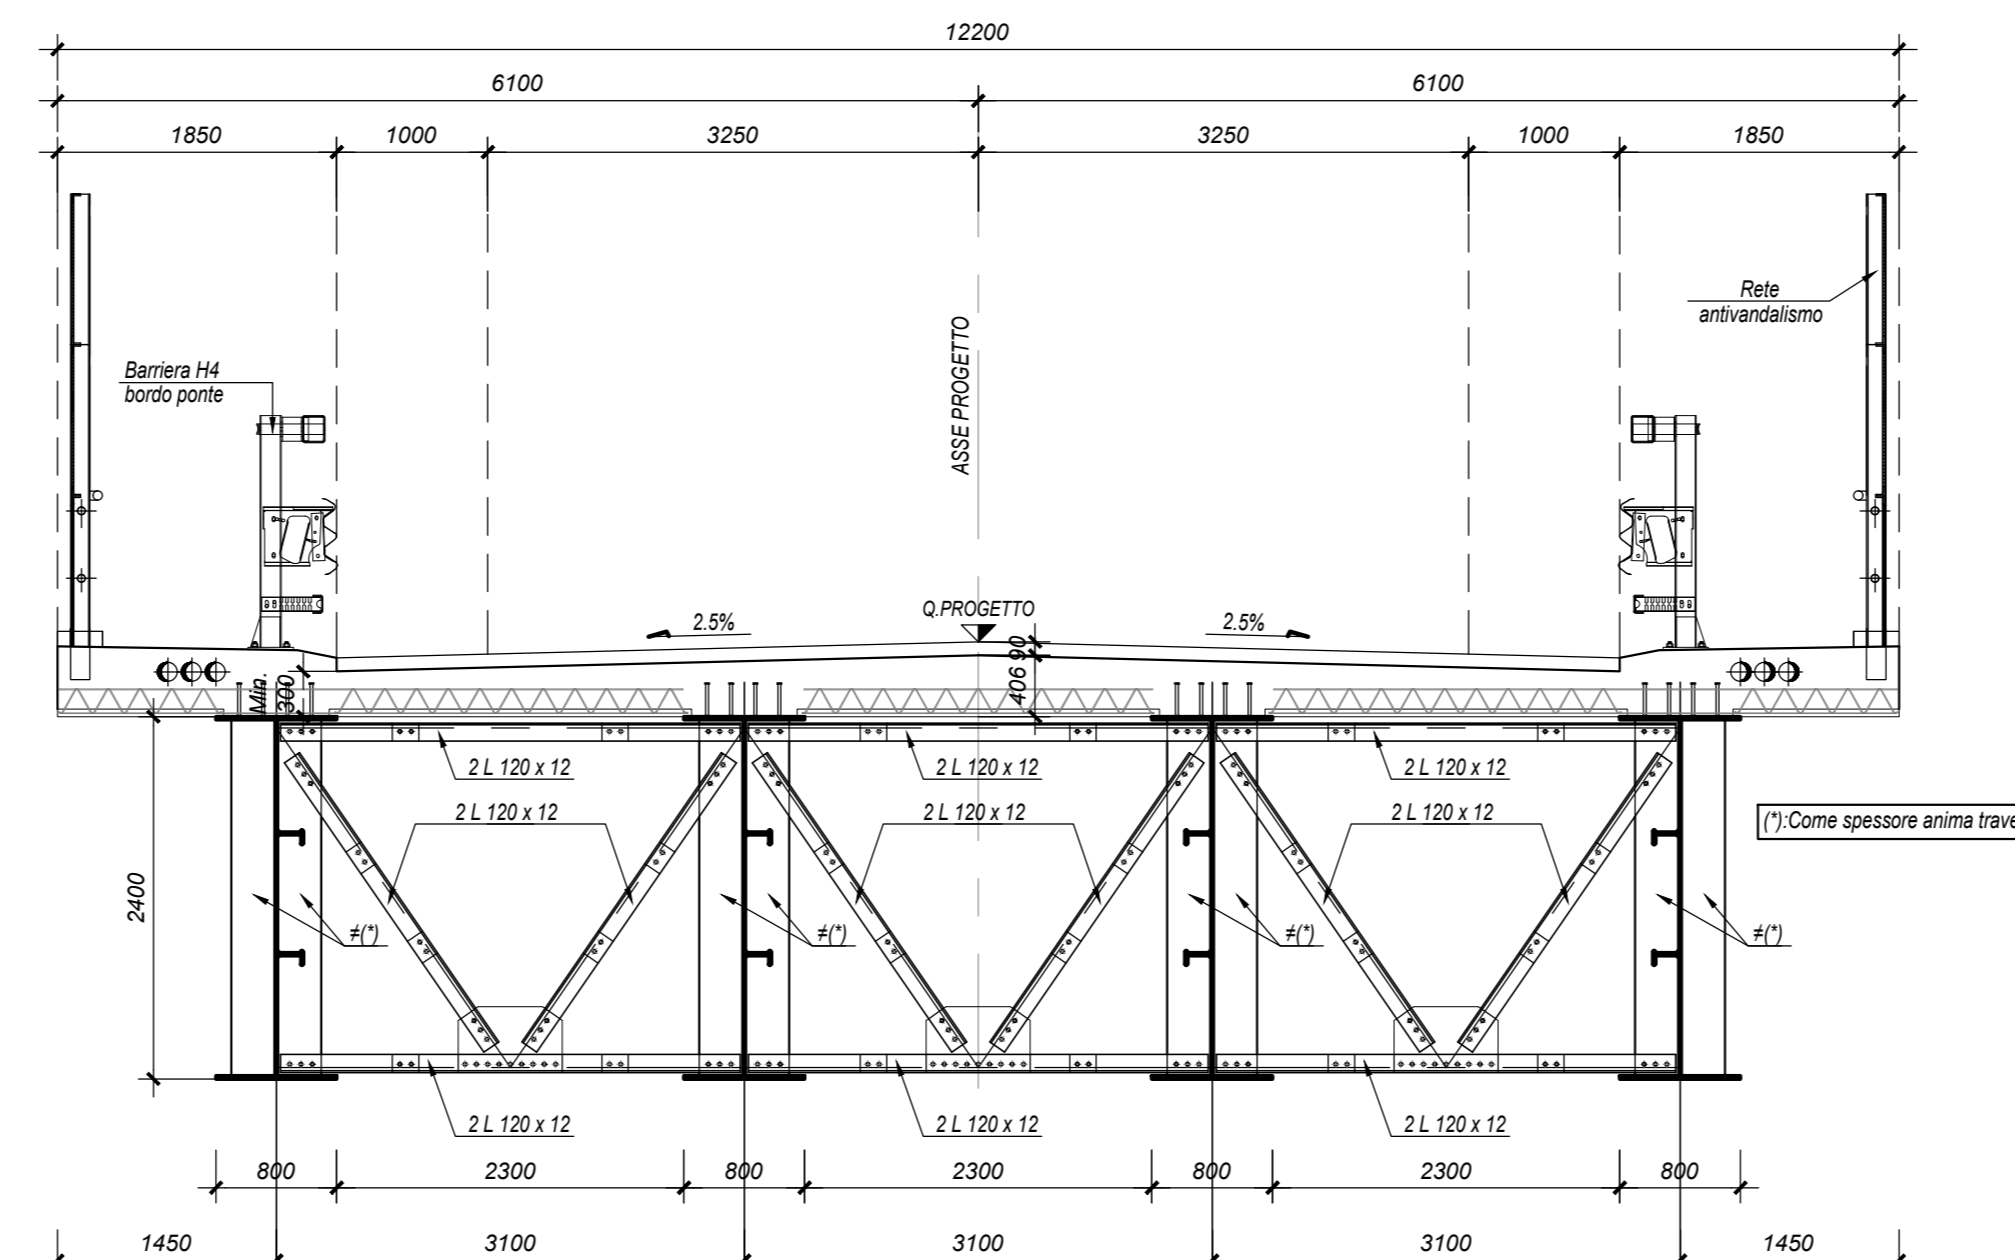 12200
6100 6100
1850 1000 3250 3250 1000 1850
Rete
antivandalismo
ASSE PROGETTO
Barriera H4
bordo ponte
Q.PROGETTO
2.5% 2.5%
90
406
Min.
300
2 L 120 x 12 2 L 120 x 12 2 L 120 x 12
2 L 120 x 12 2 L 120 x 12 2 L 120 x 12
(*):Come spessore anima trave
2400
≠(*) ≠(*) ≠(*) ≠(*)
2 L 120 x 12 2 L 120 x 12 2 L 120 x 12
800 2300 800 2300 800 2300 800
1450 3100 3100 3100 1450